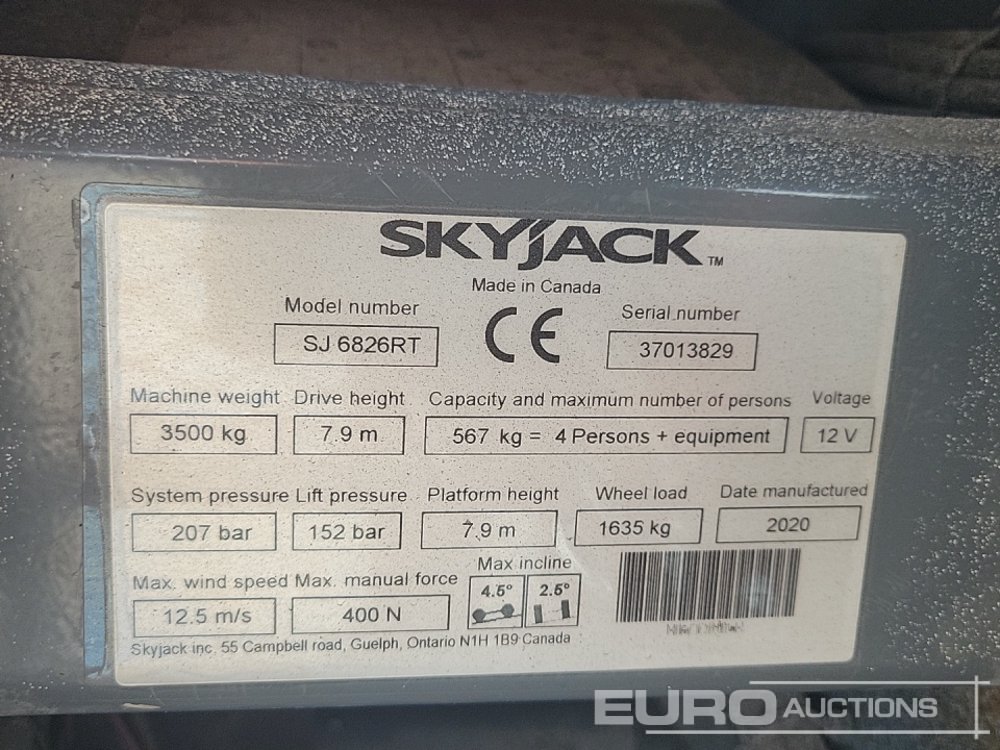 SKYJACK™
Made in Canada
Model number
SJ 6826RT
CE
Serial number
37013829
Machine weight Drive height Capacity and maximum number of persons Voltage
3500 kg 7.9 m 567 kg = 4 Persons + equipment 12 V
System pressure Lift pressure Platform height Wheel load Date manufactured
207 bar 152 bar 7.9 m 1635 kg 2020
Max. wind speed Max. manual force Max incline
12.5 m/s 400 N 4.5° 2.5°
Skyjack inc. 55 Campbell road, Guelph, Ontario N1H 1B9 Canada
EURO AUCTIONS